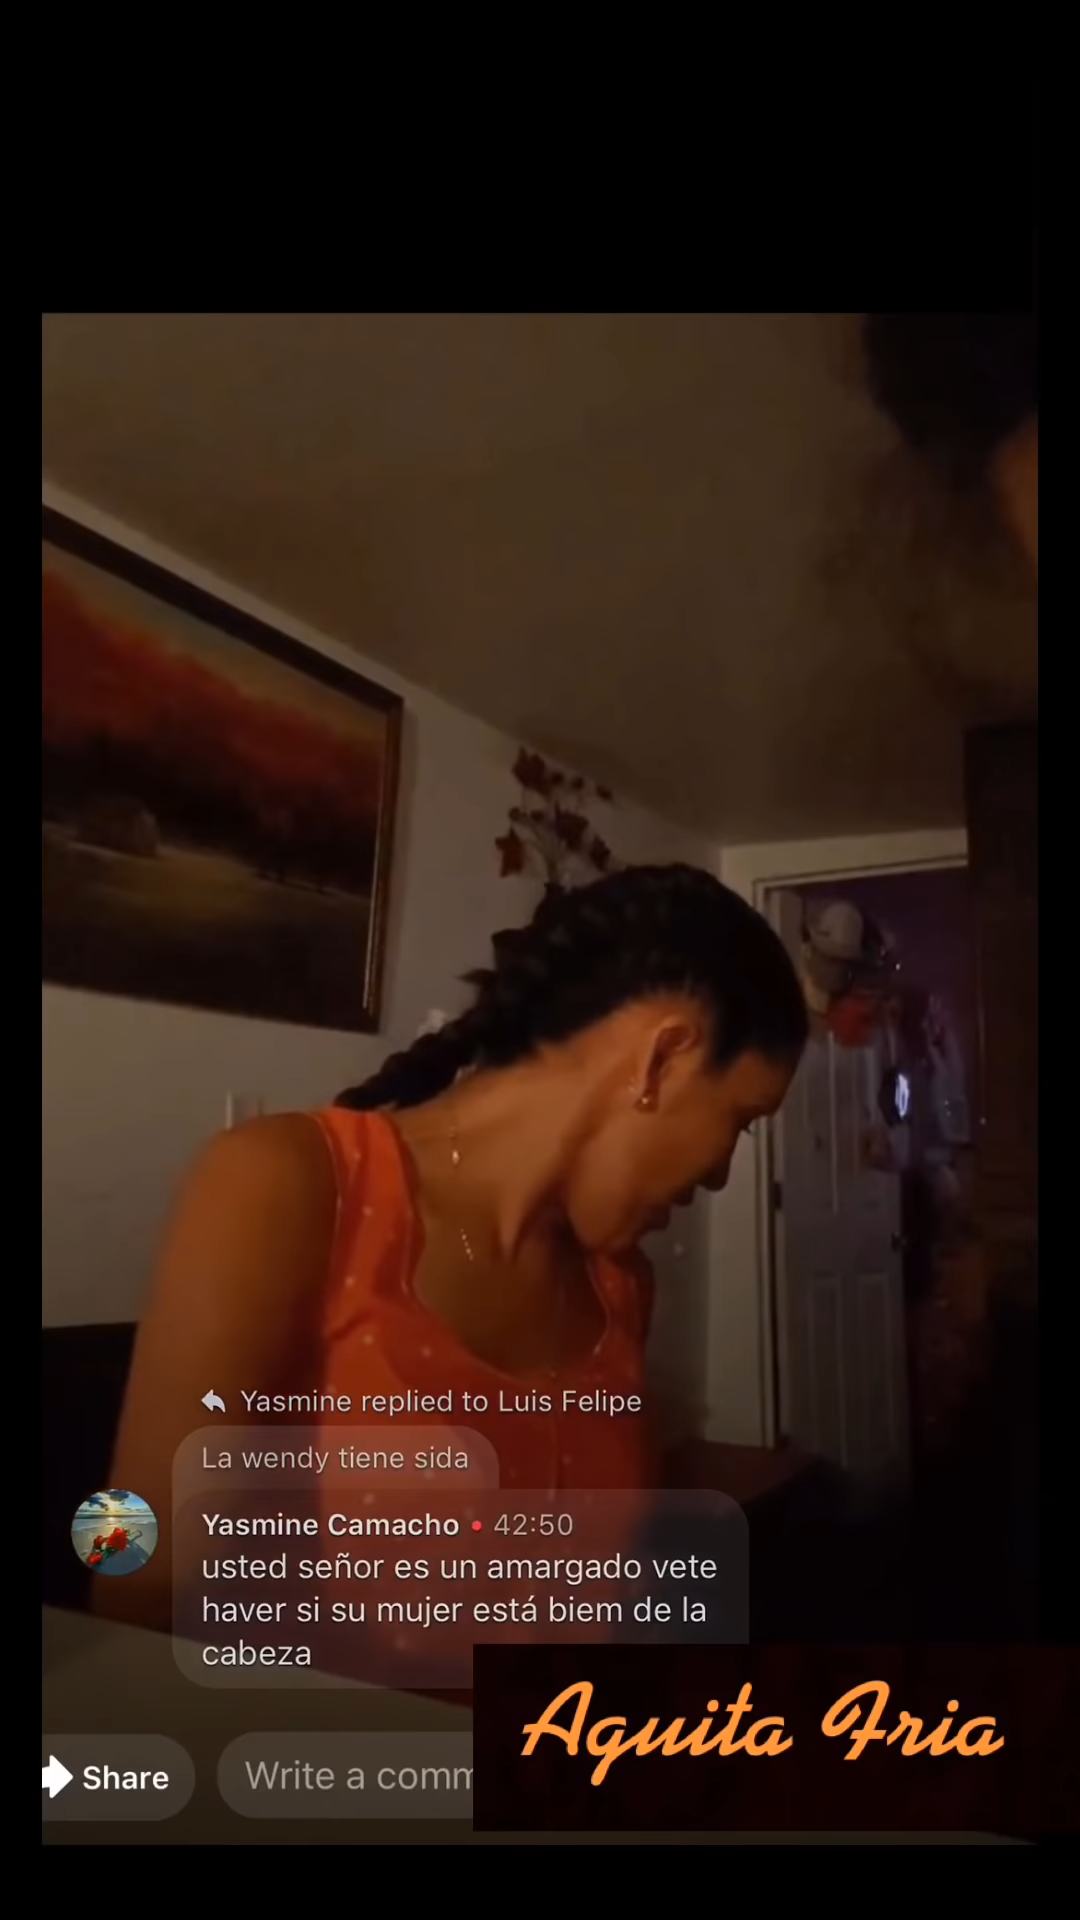 Yasmine replied to Luis Felipe
La wendy tiene sida
Yasmine Camacho • 42:50
usted señor es un amargado vete
haver si su mujer está biem de la
cabeza
Share
Write a comm
Aguita Fria